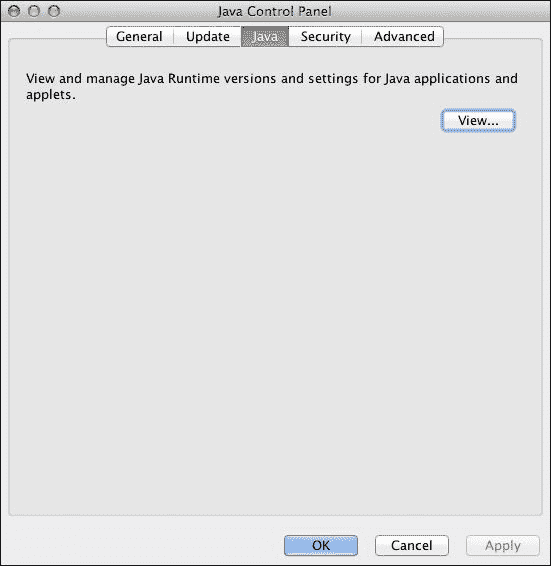 Java Control Panel
General Update Java Security Advanced
View and manage Java Runtime versions and settings for Java applications and
applets.
View...
OK Cancel Apply